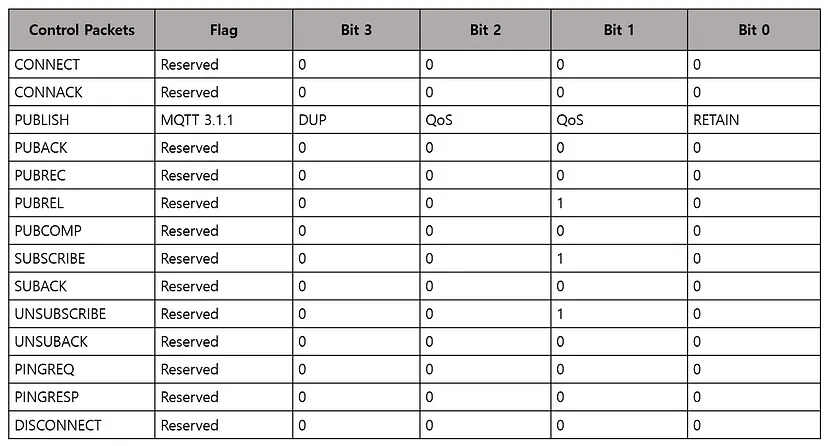 Control Packets Flag Bit 3 Bit 2 Bit 1 Bit 0
CONNECT Reserved 0 0 0 0
CONNACK Reserved 0 0 0 0
PUBLISH MQTT 3.1.1 DUP QoS QoS RETAIN
PUBACK Reserved 0 0 0 0
PUBREC Reserved 0 0 0 0
PUBREL Reserved 0 0 1 0
PUBCOMP Reserved 0 0 0 0
SUBSCRIBE Reserved 0 0 1 0
SUBACK Reserved 0 0 0 0
UNSUBSCRIBE Reserved 0 0 1 0
UNSUBACK Reserved 0 0 0 0
PINGREQ Reserved 0 0 0 0
PINGRESP Reserved 0 0 0 0
DISCONNECT Reserved 0 0 0 0